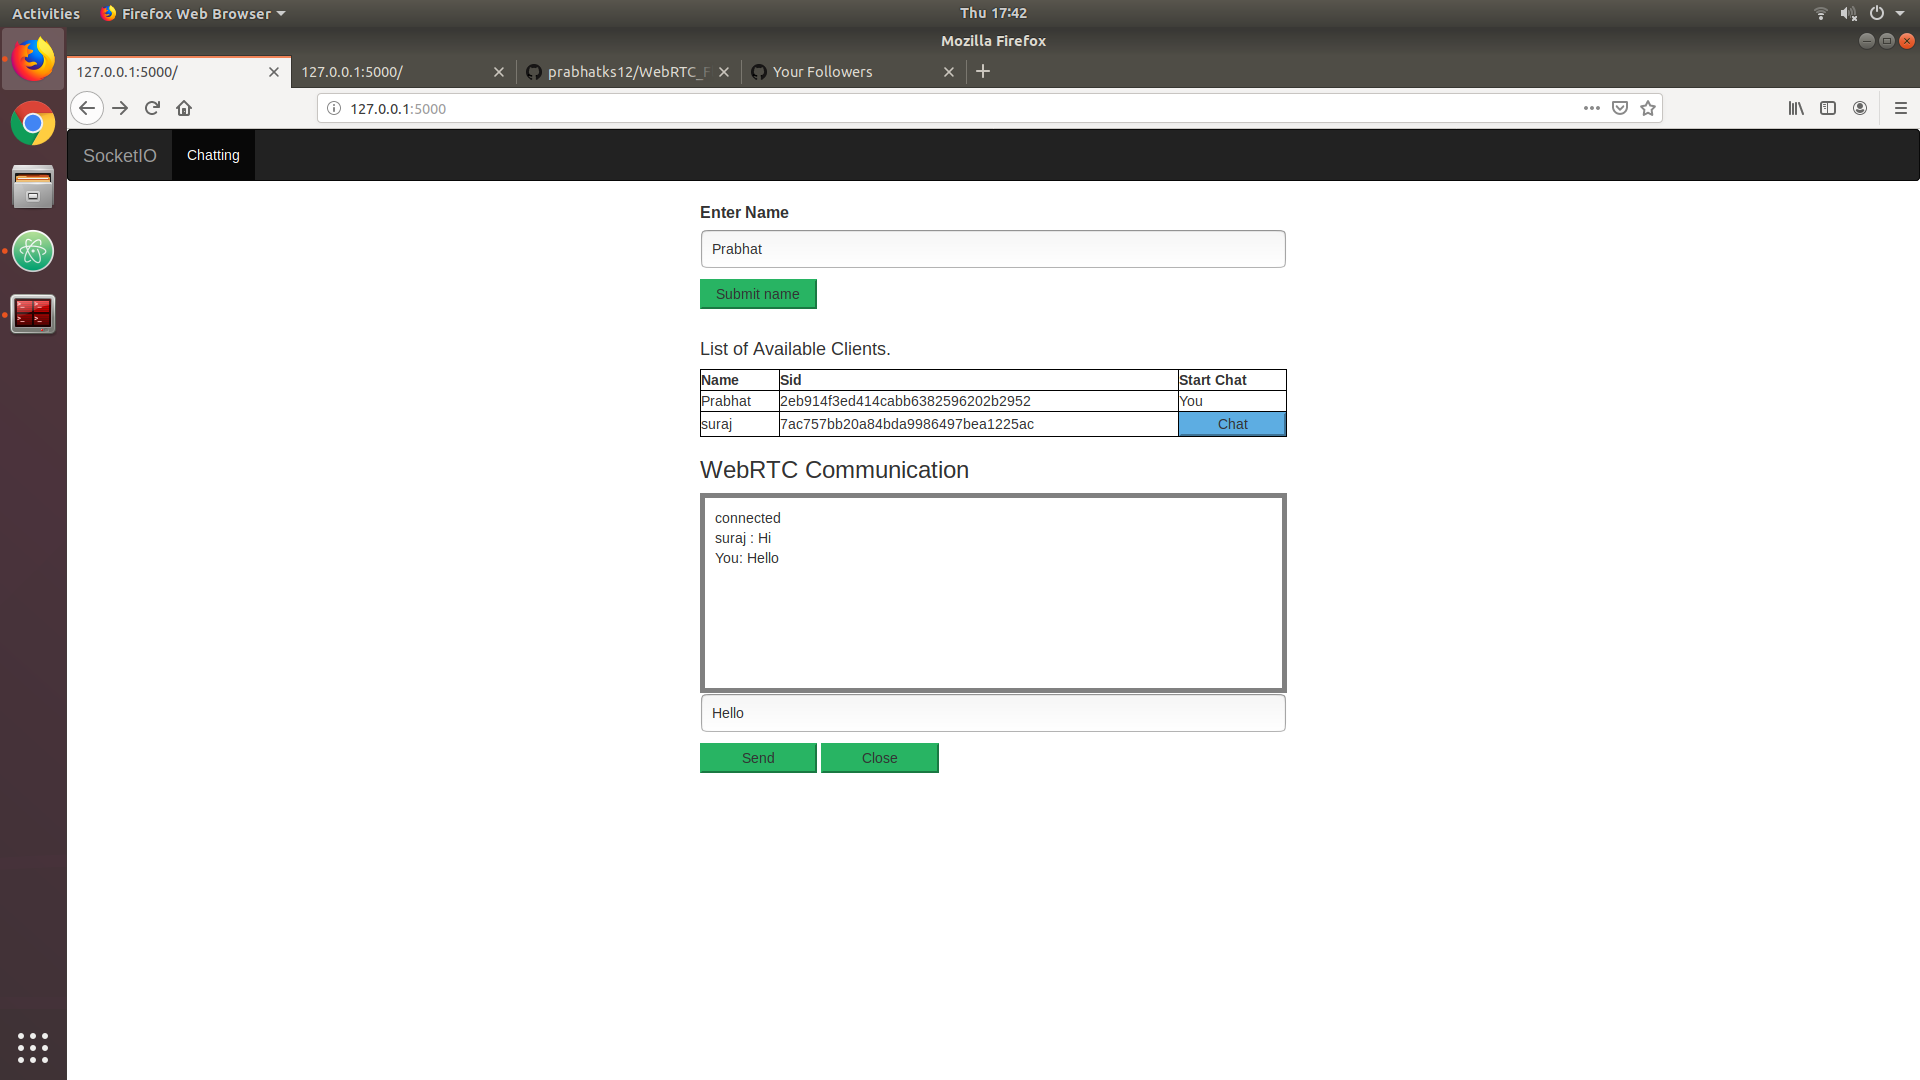 Activities Firefox Web Browser Thu 17:42
Mozilla Firefox
127.0.0.1:5000/ 127.0.0.1:5000/ prabhatks12/WebRTC_F Your Followers
127.0.0.1:5000
SocketIO Chatting
Enter Name
Prabhat
Submit name
List of Available Clients.
Name Sid Start Chat
Prabhat 2eb914f3ed414cabb6382596202b2952 You
suraj 7ac757bb20a84bda9986497bea1225ac Chat
WebRTC Communication
connected
suraj : Hi
You: Hello
Hello
Send Close